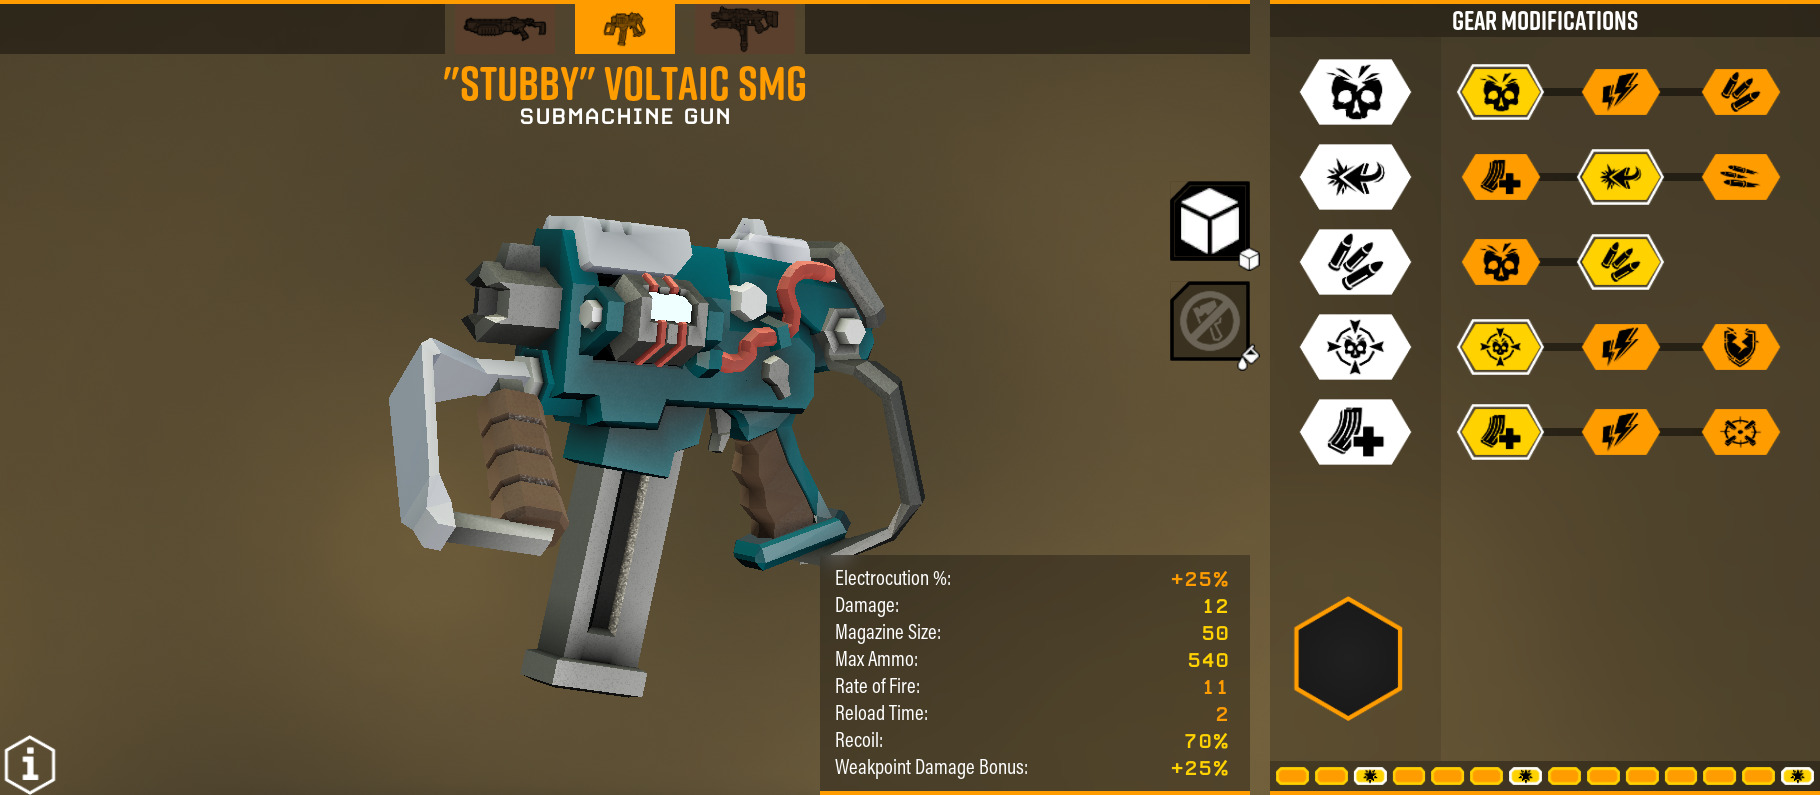 "STUBBY" VOLTAIC SMG
SUBMACHINE GUN
GEAR MODIFICATIONS
Electrocution %: +25%
Damage: 12
Magazine Size: 50
Max Ammo: 540
Rate of Fire: 11
Reload Time: 2
Recoil: 70%
Weakpoint Damage Bonus: +25%
i